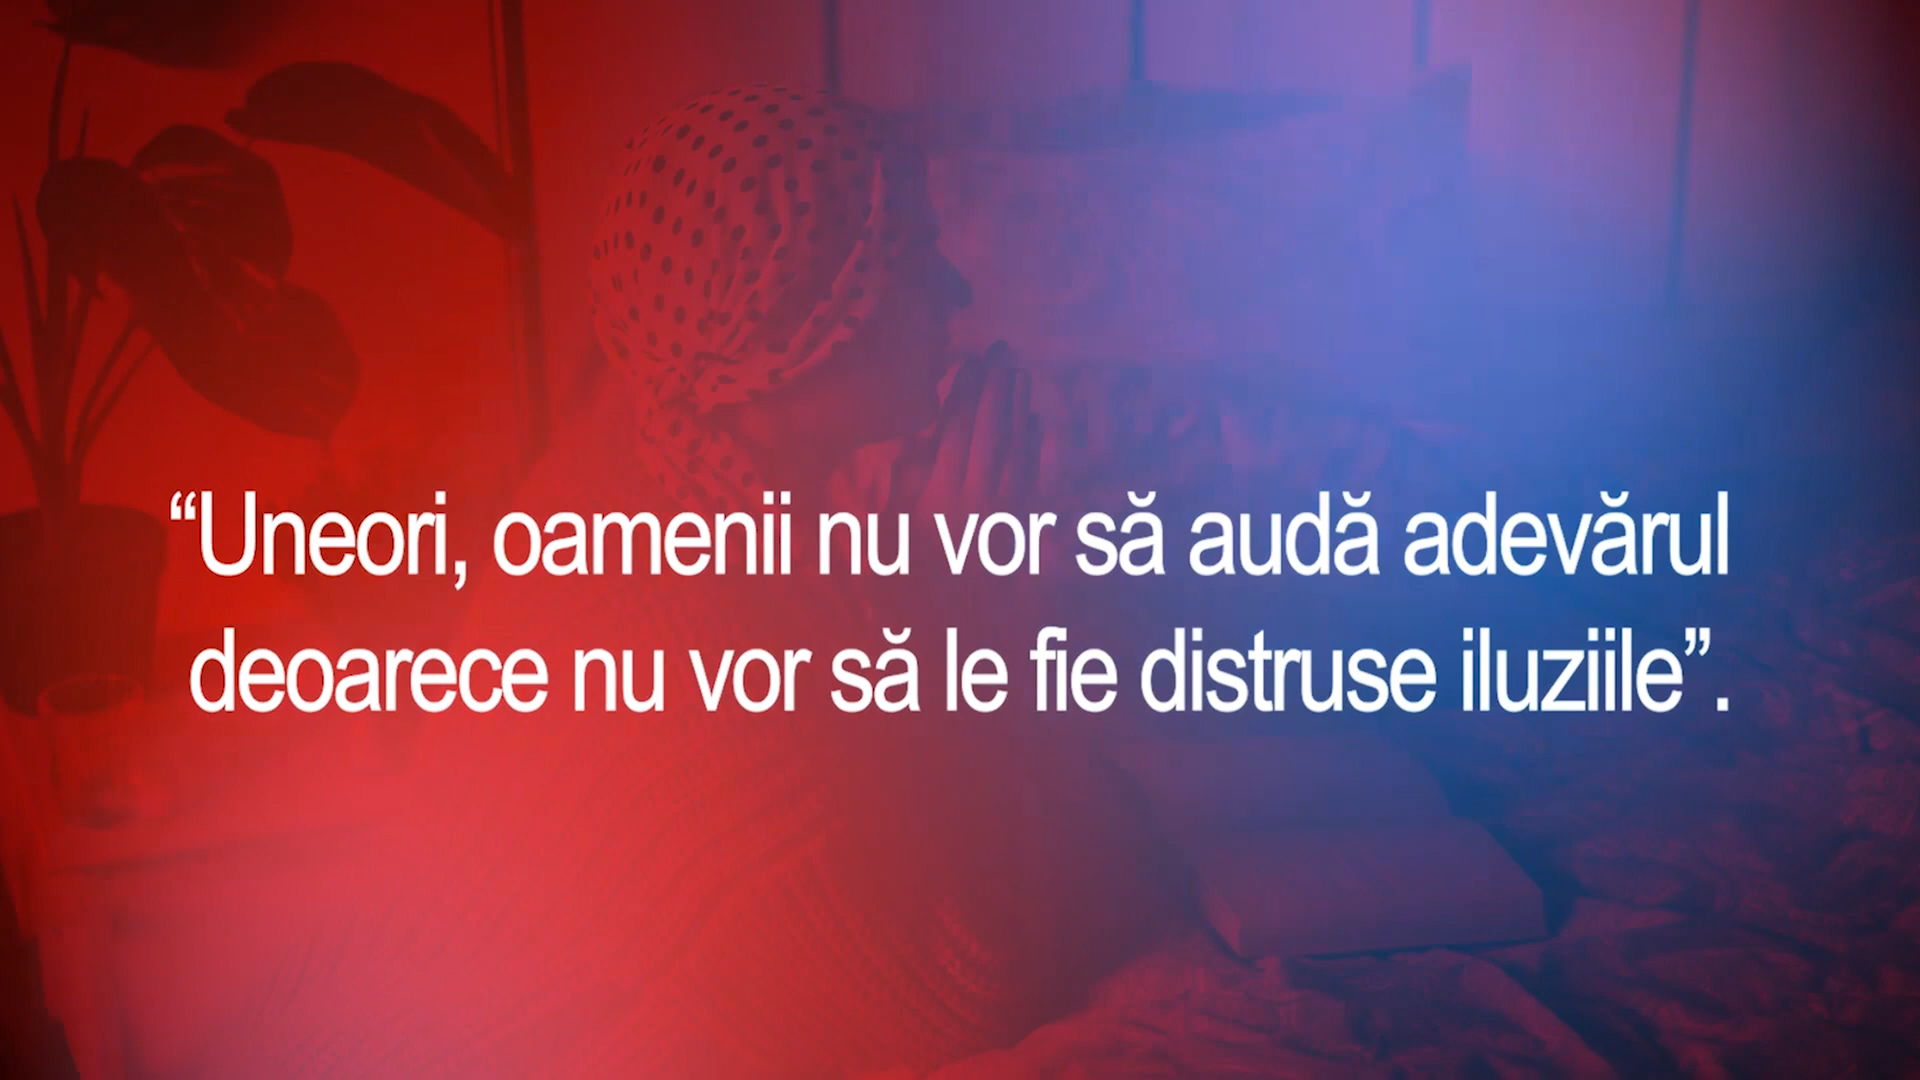 “Uneori, oamenii nu vor să audă adevărul
deoarece nu vor să le fie distruse iluziile”.